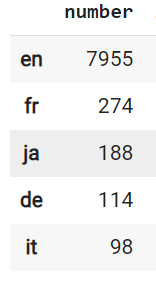 number
en 7955
fr 274
ja 188
de 114
it 98